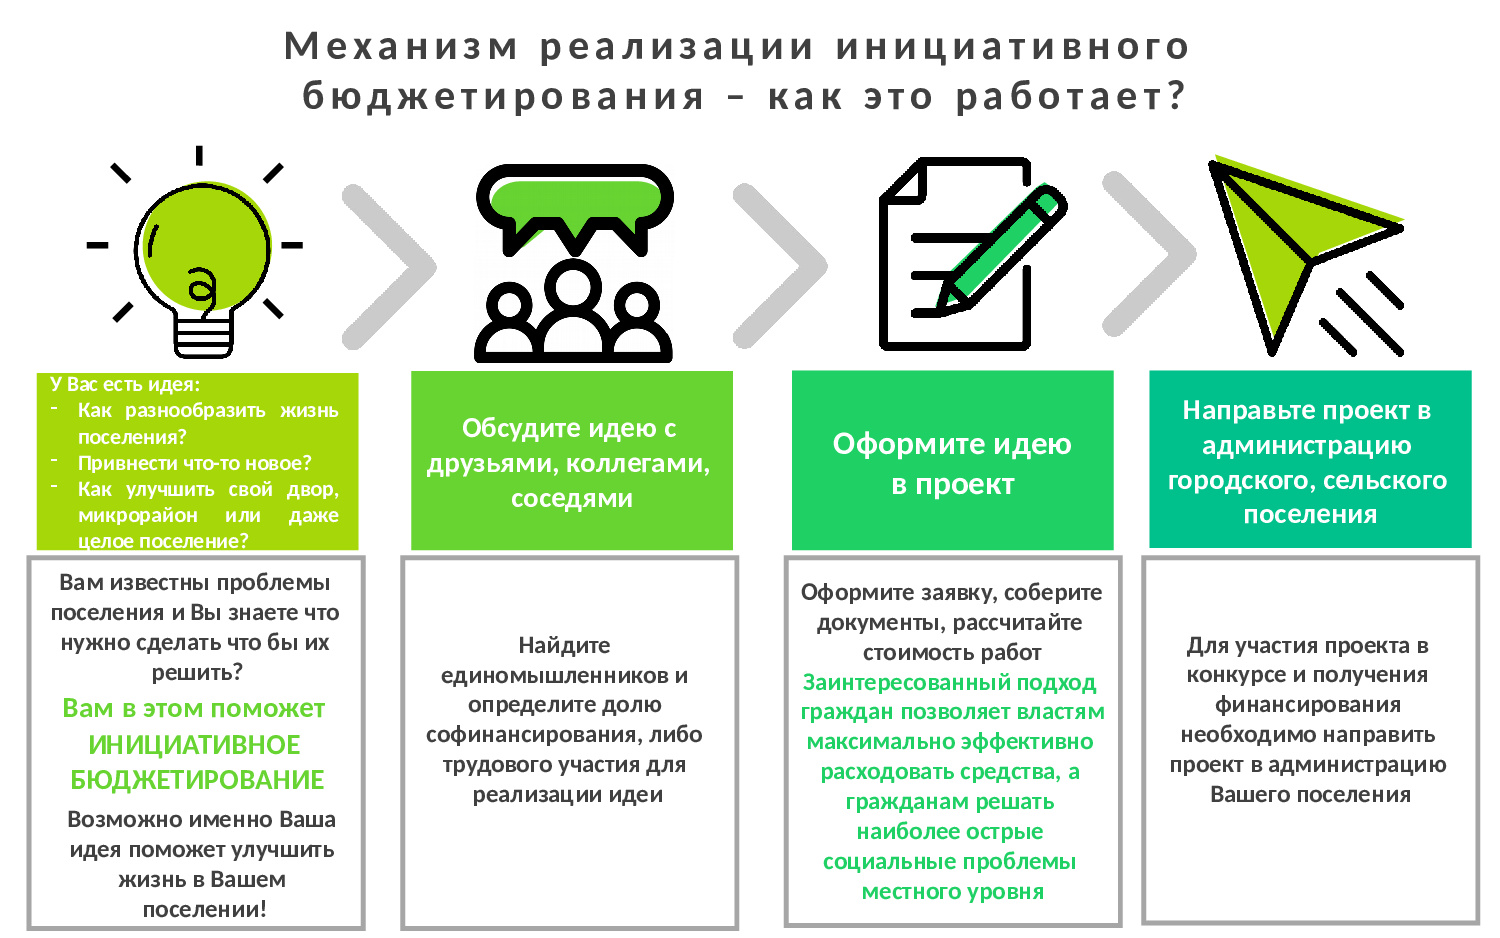 Механизм реализации инициативного
бюджетирования – как это работает?
У Вас есть идея:
- Как разнообразить жизнь
поселения?
- Привнести что-то новое?
- Как улучшить свой двор,
микрорайон или даже
целое поселение?
Обсудите идею с
друзьями, коллегами,
соседями
Оформите идею
в проект
Направьте проект в
администрацию
городского, сельского
поселения
Вам известны проблемы
поселения и Вы знаете что
нужно сделать что бы их
решить?
Вам в этом поможет
ИНИЦИАТИВНОЕ
БЮДЖЕТИРОВАНИЕ
Возможно именно Ваша
идея поможет улучшить
жизнь в Вашем
поселении!
Найдите
единомышленников и
определите долю
софинансирования, либо
трудового участия для
реализации идеи
Оформите заявку, соберите
документы, рассчитайте
стоимость работ
Заинтересованный подход
граждан позволяет властям
максимально эффективно
расходовать средства, а
гражданам решать
наиболее острые
социальные проблемы
местного уровня
Для участия проекта в
конкурсе и получения
финансирования
необходимо направить
проект в администрацию
Вашего поселения